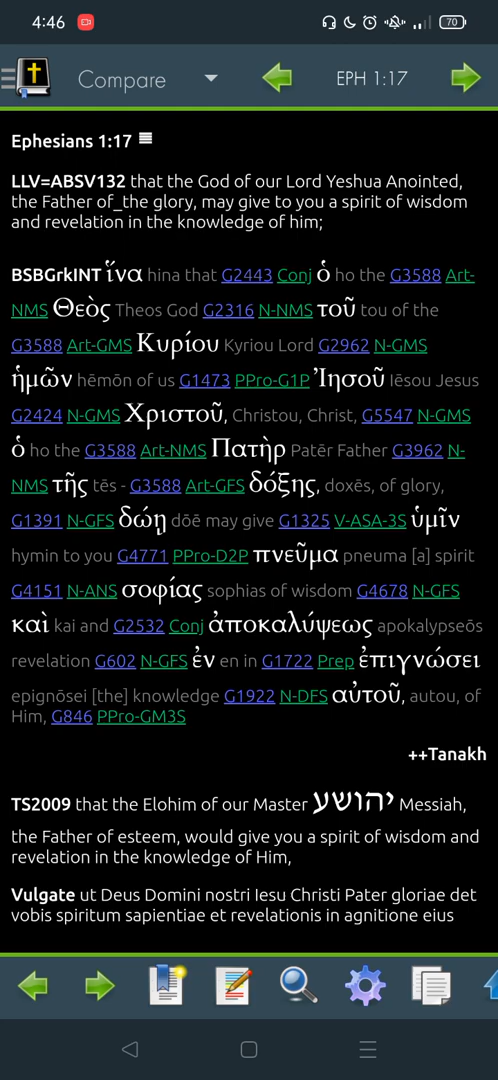 4:46
70
Compare
EPH 1:17
Ephesians 1:17
LLV=ABSV132 that the God of our Lord Yeshua Anointed,
the Father of_the glory, may give to you a spirit of wisdom
and revelation in the knowledge of him;
BSBGrkINT ἵνα hina that G2443 Conj ὁ ho the G3588 Art-
NMS Θεὸς Theos God G2316 N-NMS τοῦ tou of the
G3588 Art-GMS Κυρίου Kyriou Lord G2962 N-GMS
ἡμῶν hēmōn of us G1473 PPro-G1P Ἰησοῦ Iēsou Jesus
G2424 N-GMS Χριστοῦ, Christou, Christ, G5547 N-GMS
ὁ ho the G3588 Art-NMS Πατὴρ Patēr Father G3962 N-
NMS τῆς tēs - G3588 Art-GFS δόξης, doxēs, of glory,
G1391 N-GFS δώῃ dōē may give G1325 V-ASA-3S ὑμῖν
hymin to you G4771 PPro-D2P πνεῦμα pneuma [a] spirit
G4151 N-ANS σοφίας sophias of wisdom G4678 N-GFS
καὶ kai and G2532 Conj ἀποκαλύψεως apokalypseōs
revelation G602 N-GFS ἐν en in G1722 Prep ἐπιγνώσει
epignōsei [the] knowledge G1922 N-DFS αὐτοῦ, autou, of
Him, G846 PPro-GM3S
++Tanakh
TS2009 that the Elohim of our Master יהושע Messiah,
the Father of esteem, would give you a spirit of wisdom and
revelation in the knowledge of Him,
Vulgate ut Deus Domini nostri Iesu Christi Pater gloriae det
vobis spiritum sapientiae et revelationis in agnitione eius